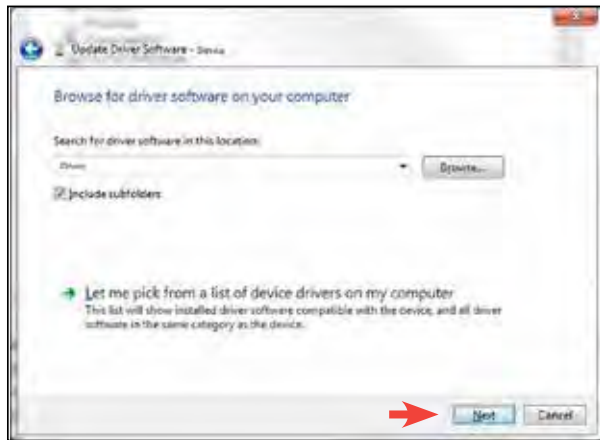 Update Driver Software - Device
Browse for driver software on your computer
Search for driver software in this location:
Browse...
Include subfolders
Let me pick from a list of device drivers on my computer
This list will show installed driver software compatible with the device, and all driver
software in the same category as the device.
Next Cancel